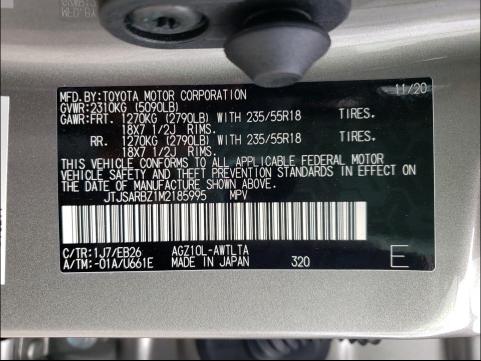 MFD.BY:TOYOTA MOTOR CORPORATION 11/20
GVWR:2310KG (5090LB)
GAWR:FRT. 1270KG (2790LB) WITH 235/55R18 TIRES.
18X7 1/2J RIMS.
RR. 1270KG (2790LB) WITH 235/55R18 TIRES.
18X7 1/2J RIMS.
THIS VEHICLE CONFORMS TO ALL APPLICABLE FEDERAL MOTOR
VEHICLE SAFETY AND THEFT PREVENTION STANDARDS IN EFFECT ON
THE DATE OF MANUFACTURE SHOWN ABOVE.
JTJSARBZ1M2185995 MPV
C/TR:1J7/EB26 AGZ10L-AWTLTA
A/TM:-01A/U661E MADE IN JAPAN 320 E